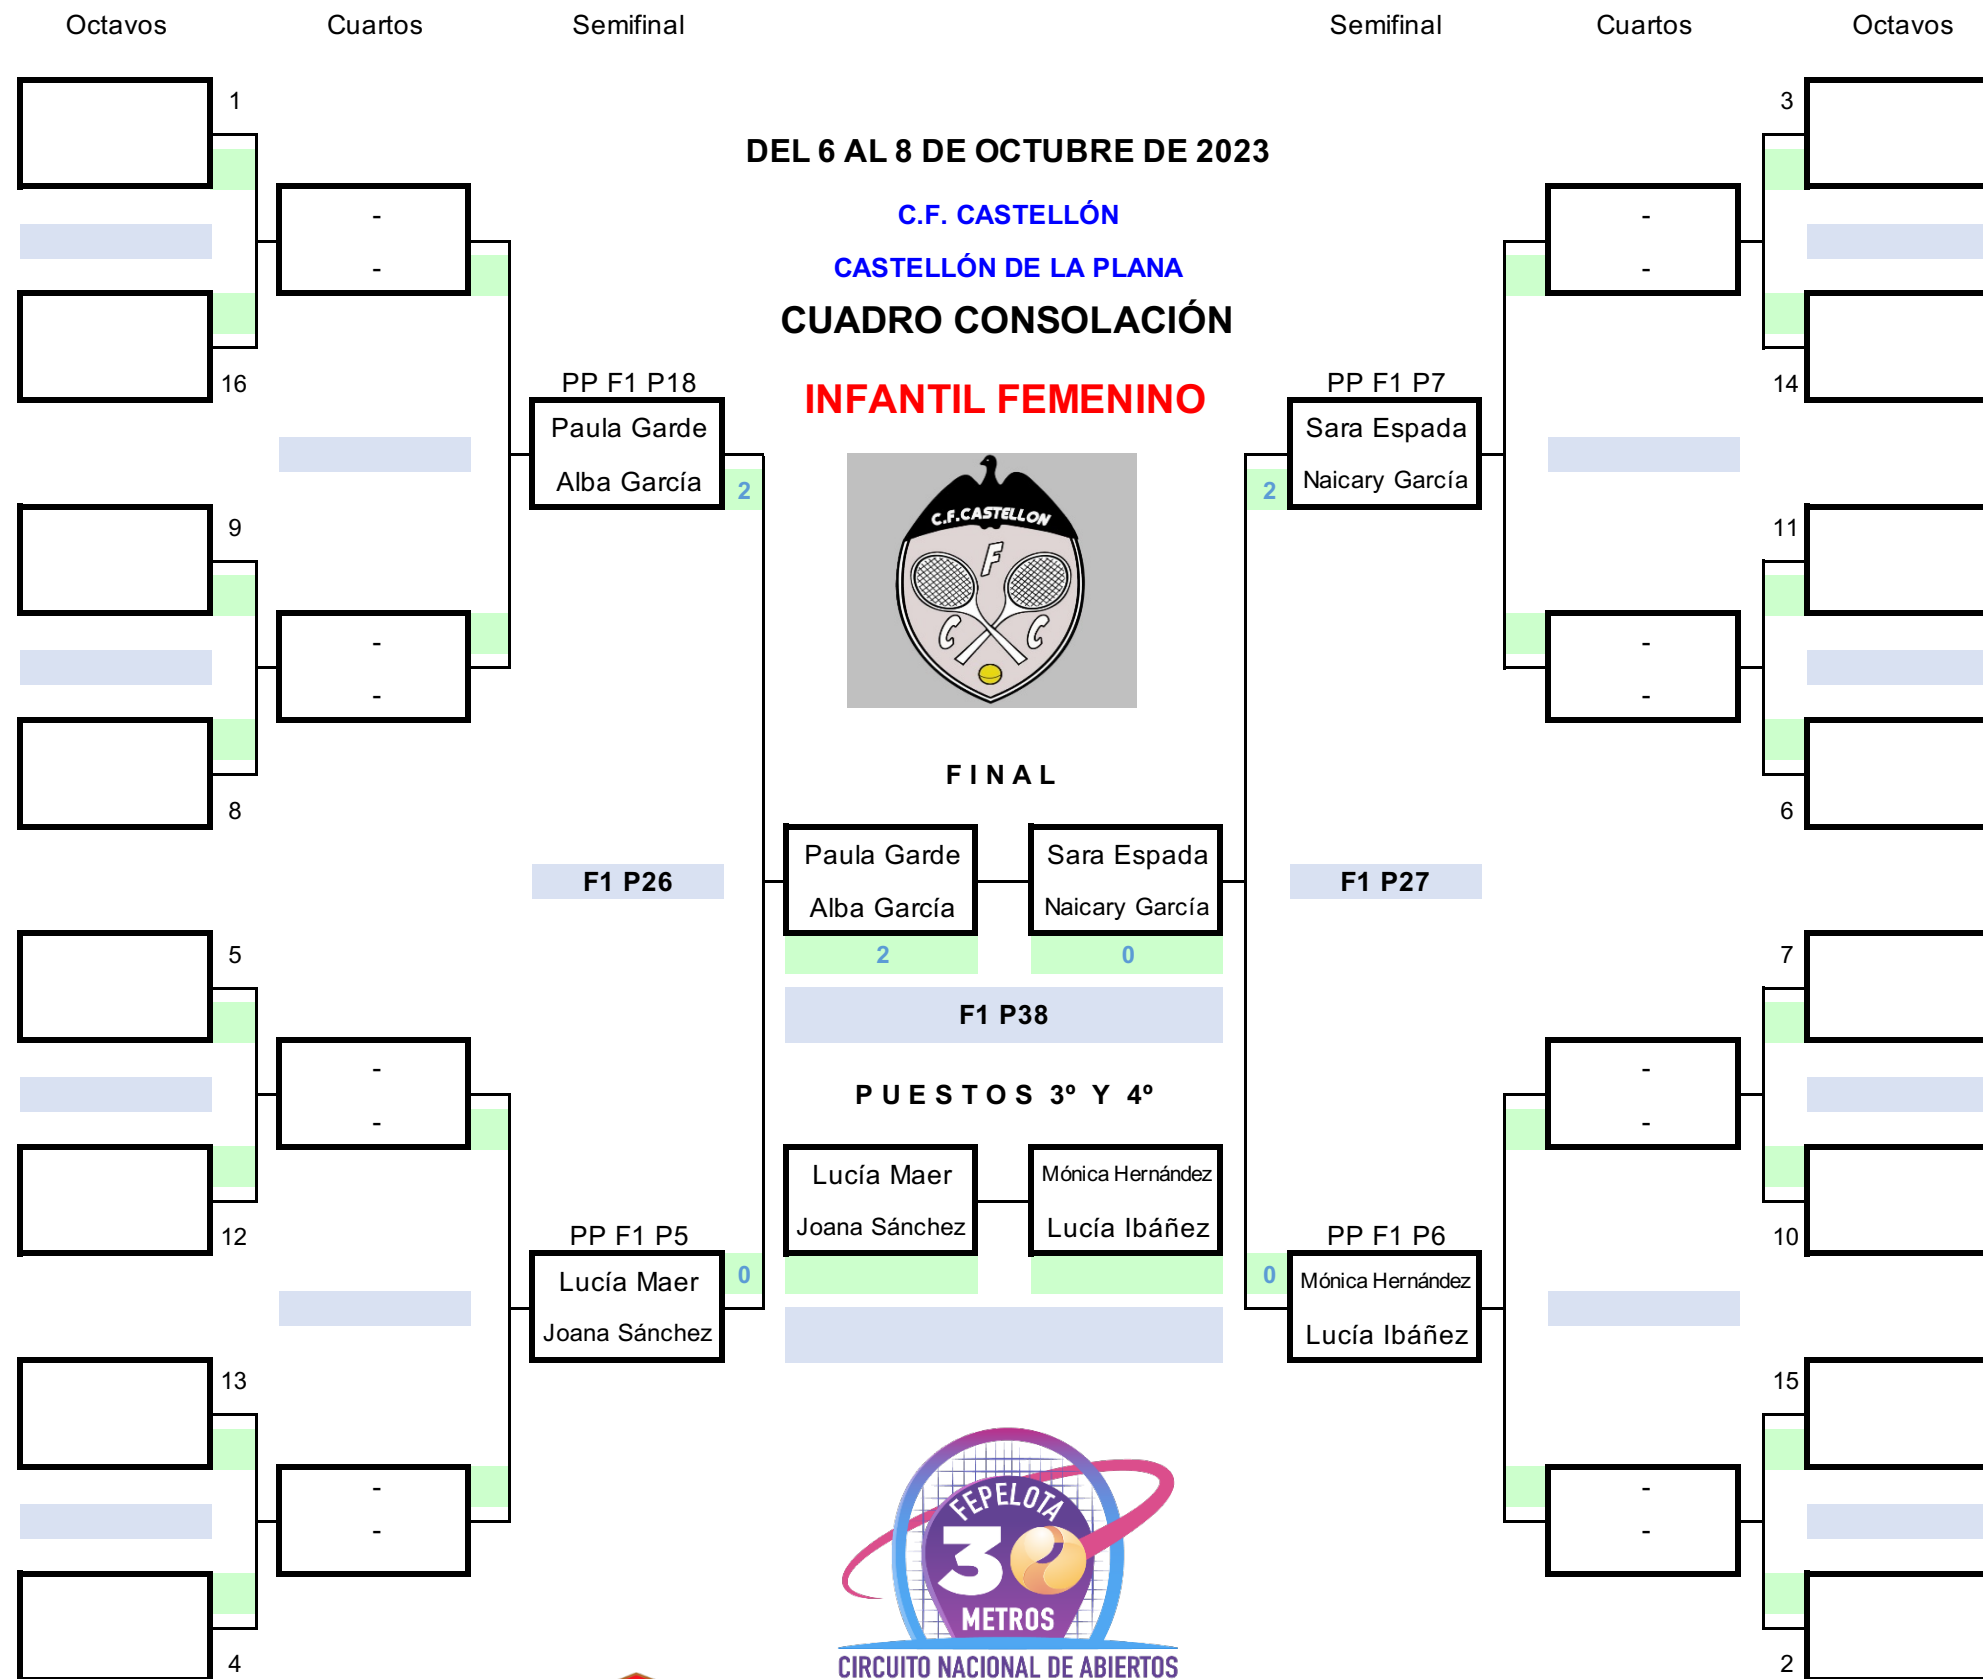 Octavos Cuartos Semifinal Semifinal Cuartos Octavos
1 3
DEL 6 AL 8 DE OCTUBRE DE 2023
- C.F. CASTELLÓN -
- CASTELLÓN DE LA PLANA -
CUADRO CONSOLACIÓN
16 PP F1 P18 PP F1 P7 14
INFANTIL FEMENINO
Paula Garde Sara Espada
Alba García 2 2 Naicary García
C.F.CASTELLON
9 11
F
C C
- -
- -
FINAL
8 6
Paula Garde Sara Espada
F1 P26 F1 P27
Alba García Naicary García
5 2 0 7
F1 P38
- -
PUESTOS 3º Y 4º
- -
Lucía Maer Mónica Hernández
Joana Sánchez Lucía Ibáñez
12 PP F1 P5 PP F1 P6 10
Lucía Maer 0 0 Mónica Hernández
Joana Sánchez Lucía Ibáñez
13 15
- -
FEPELOTA
- -
30
METROS
CIRCUITO NACIONAL DE ABIERTOS
4 2